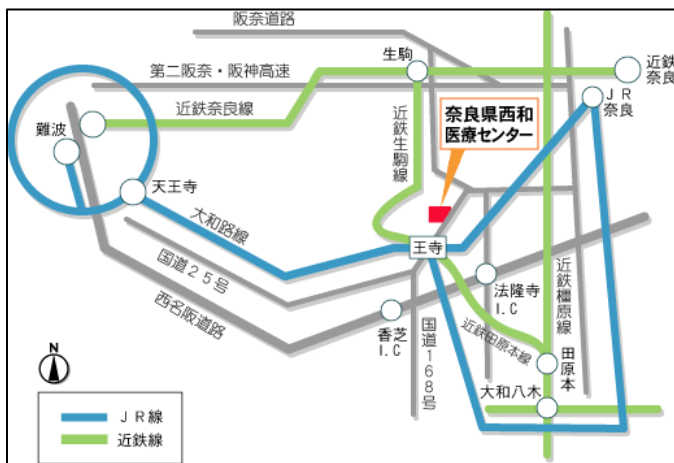 阪奈道路
生駒
近鉄
奈良
第二阪奈・阪神高速
ＪＲ
奈良
近鉄奈良線
奈良県西和
医療センター
難波
近鉄生駒線
天王寺
大和路線
王寺
国道２５号
法隆寺
I.C
近鉄橿原線
西名阪道路
香芝
I.C
国道168号
近鉄田原本線
田原本
N
大和八木
ＪＲ線
近鉄線